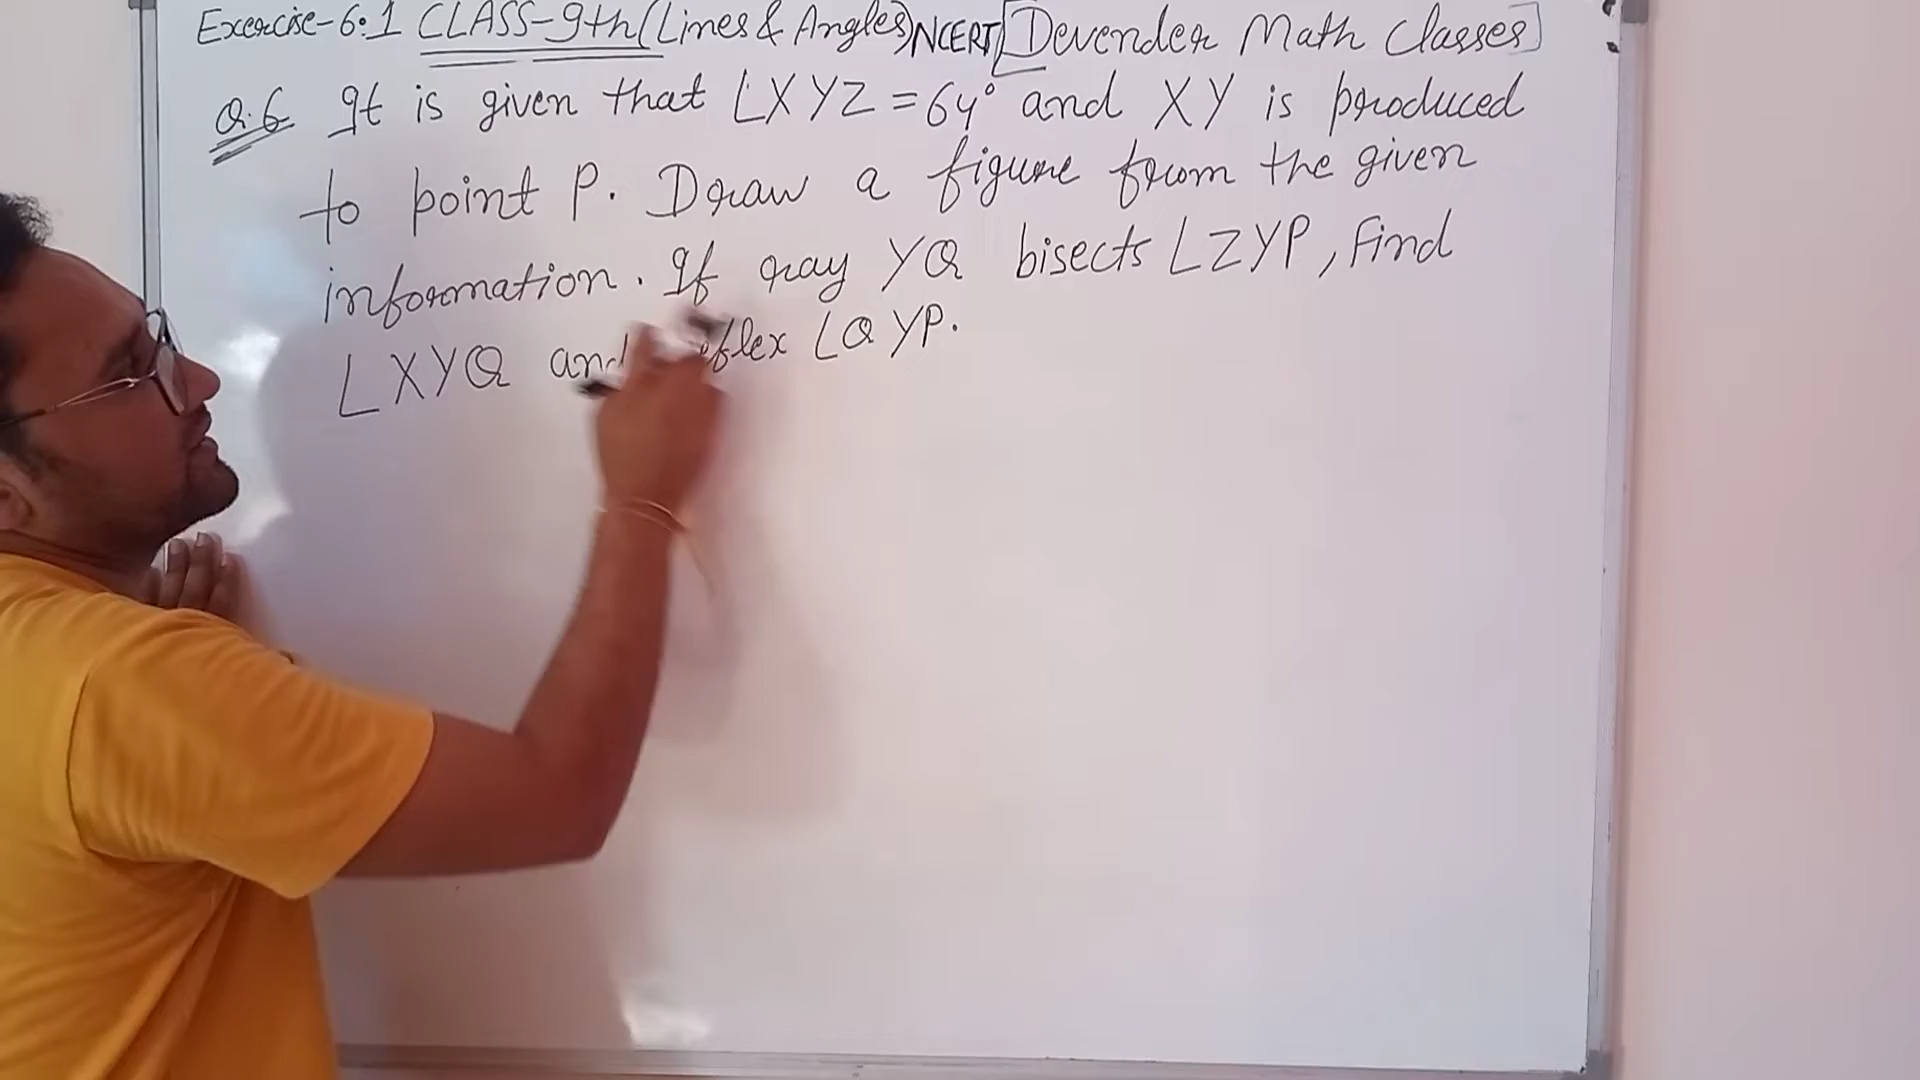 Exercise-6.1 CLASS-9th (Lines & Angles) NCERT [Devender Math Classes]
Q.6 It is given that ∠XYZ = 64° and XY is produced
to point P. Draw a figure from the given
information. If ray YQ bisects ∠ZYP, Find
∠XYQ and reflex ∠QYP.